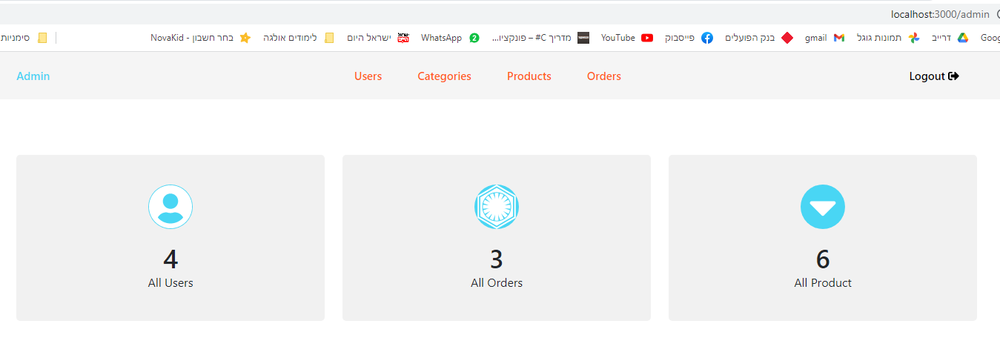 localhost:3000/admin
Goog דרייב תמונות גוגל gmail בנק הפועלים פייסבוק YouTube מדריך C# – פונקציו... WhatsApp ישראל היום לימודים אולגה NovaKid - בחר חשבון סימניות
Admin Users Categories Products Orders Logout
4 3 6
All Users All Orders All Product